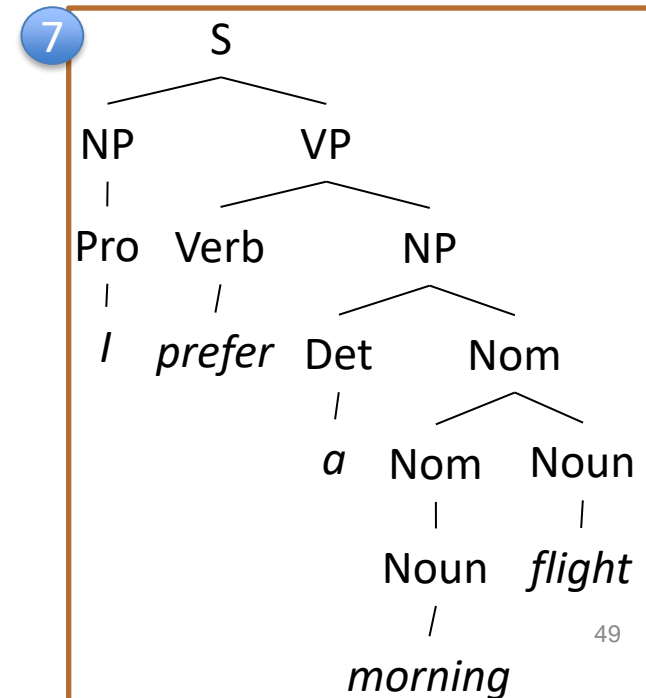 7
S
NP VP
Pro Verb NP
I prefer Det Nom
a Nom Noun
Noun flight
49
morning